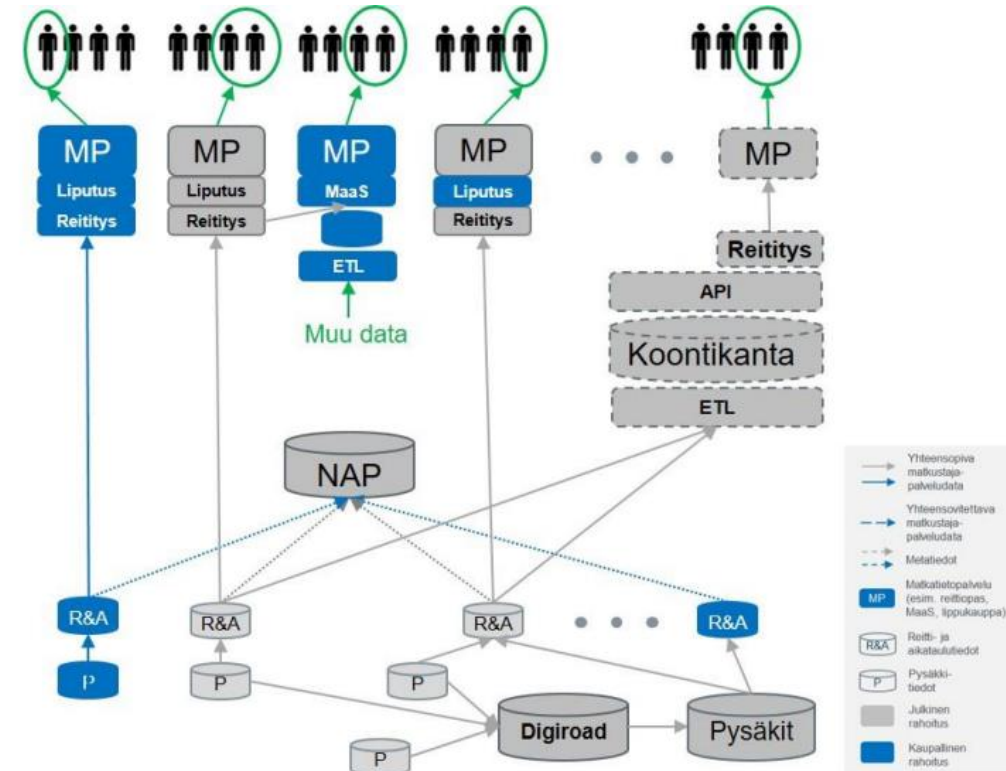 MP
Liputus
Reititys
MP
Liputus
Reititys
MP
MaaS
ETL
Muu data
MP
Liputus
Reititys
MP
Reititys
API
Koontikanta
ETL
NAP
R&A
R&A
R&A
R&A
P
P
P
P
Digiroad
Pysäkit
Yhteensopiva
matkustaja-
palveludata
Yhteensovitettava
matkustaja-
palveludata
Metatiedot
MP
Matkatietopalvelu
(esim. reittiopas,
MaaS, lippukauppa)
R&A
Reitti- ja
aikataulutiedot
P
Pysäkki-
tiedot
Julkinen
rahoitus
Kaupallinen
rahoitus